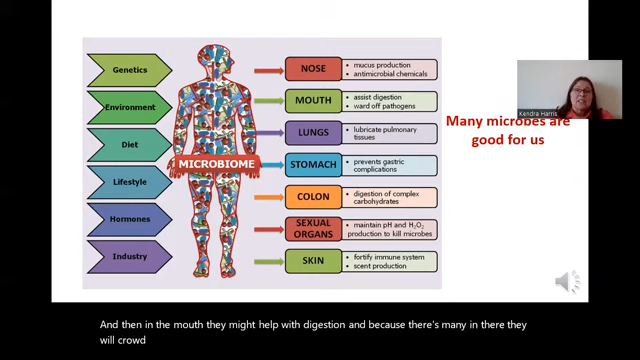 Genetics
Environment
Diet
Lifestyle
Hormones
Industry
MICROBIOME
NOSE
• mucus production
• antimicrobial chemicals
MOUTH
• assist digestion
• ward off pathogens
LUNGS
• lubricate pulmonary
tissues
STOMACH
• prevents gastric
complications
COLON
• digestion of complex
carbohydrates
SEXUAL
ORGANS
• maintain pH and H₂O₂
production to kill microbes
SKIN
• fortify immune system
• scent production
Kendra Harris
Many microbes are
good for us
And then in the mouth they might help with digestion and because there's many in there they
will crowd